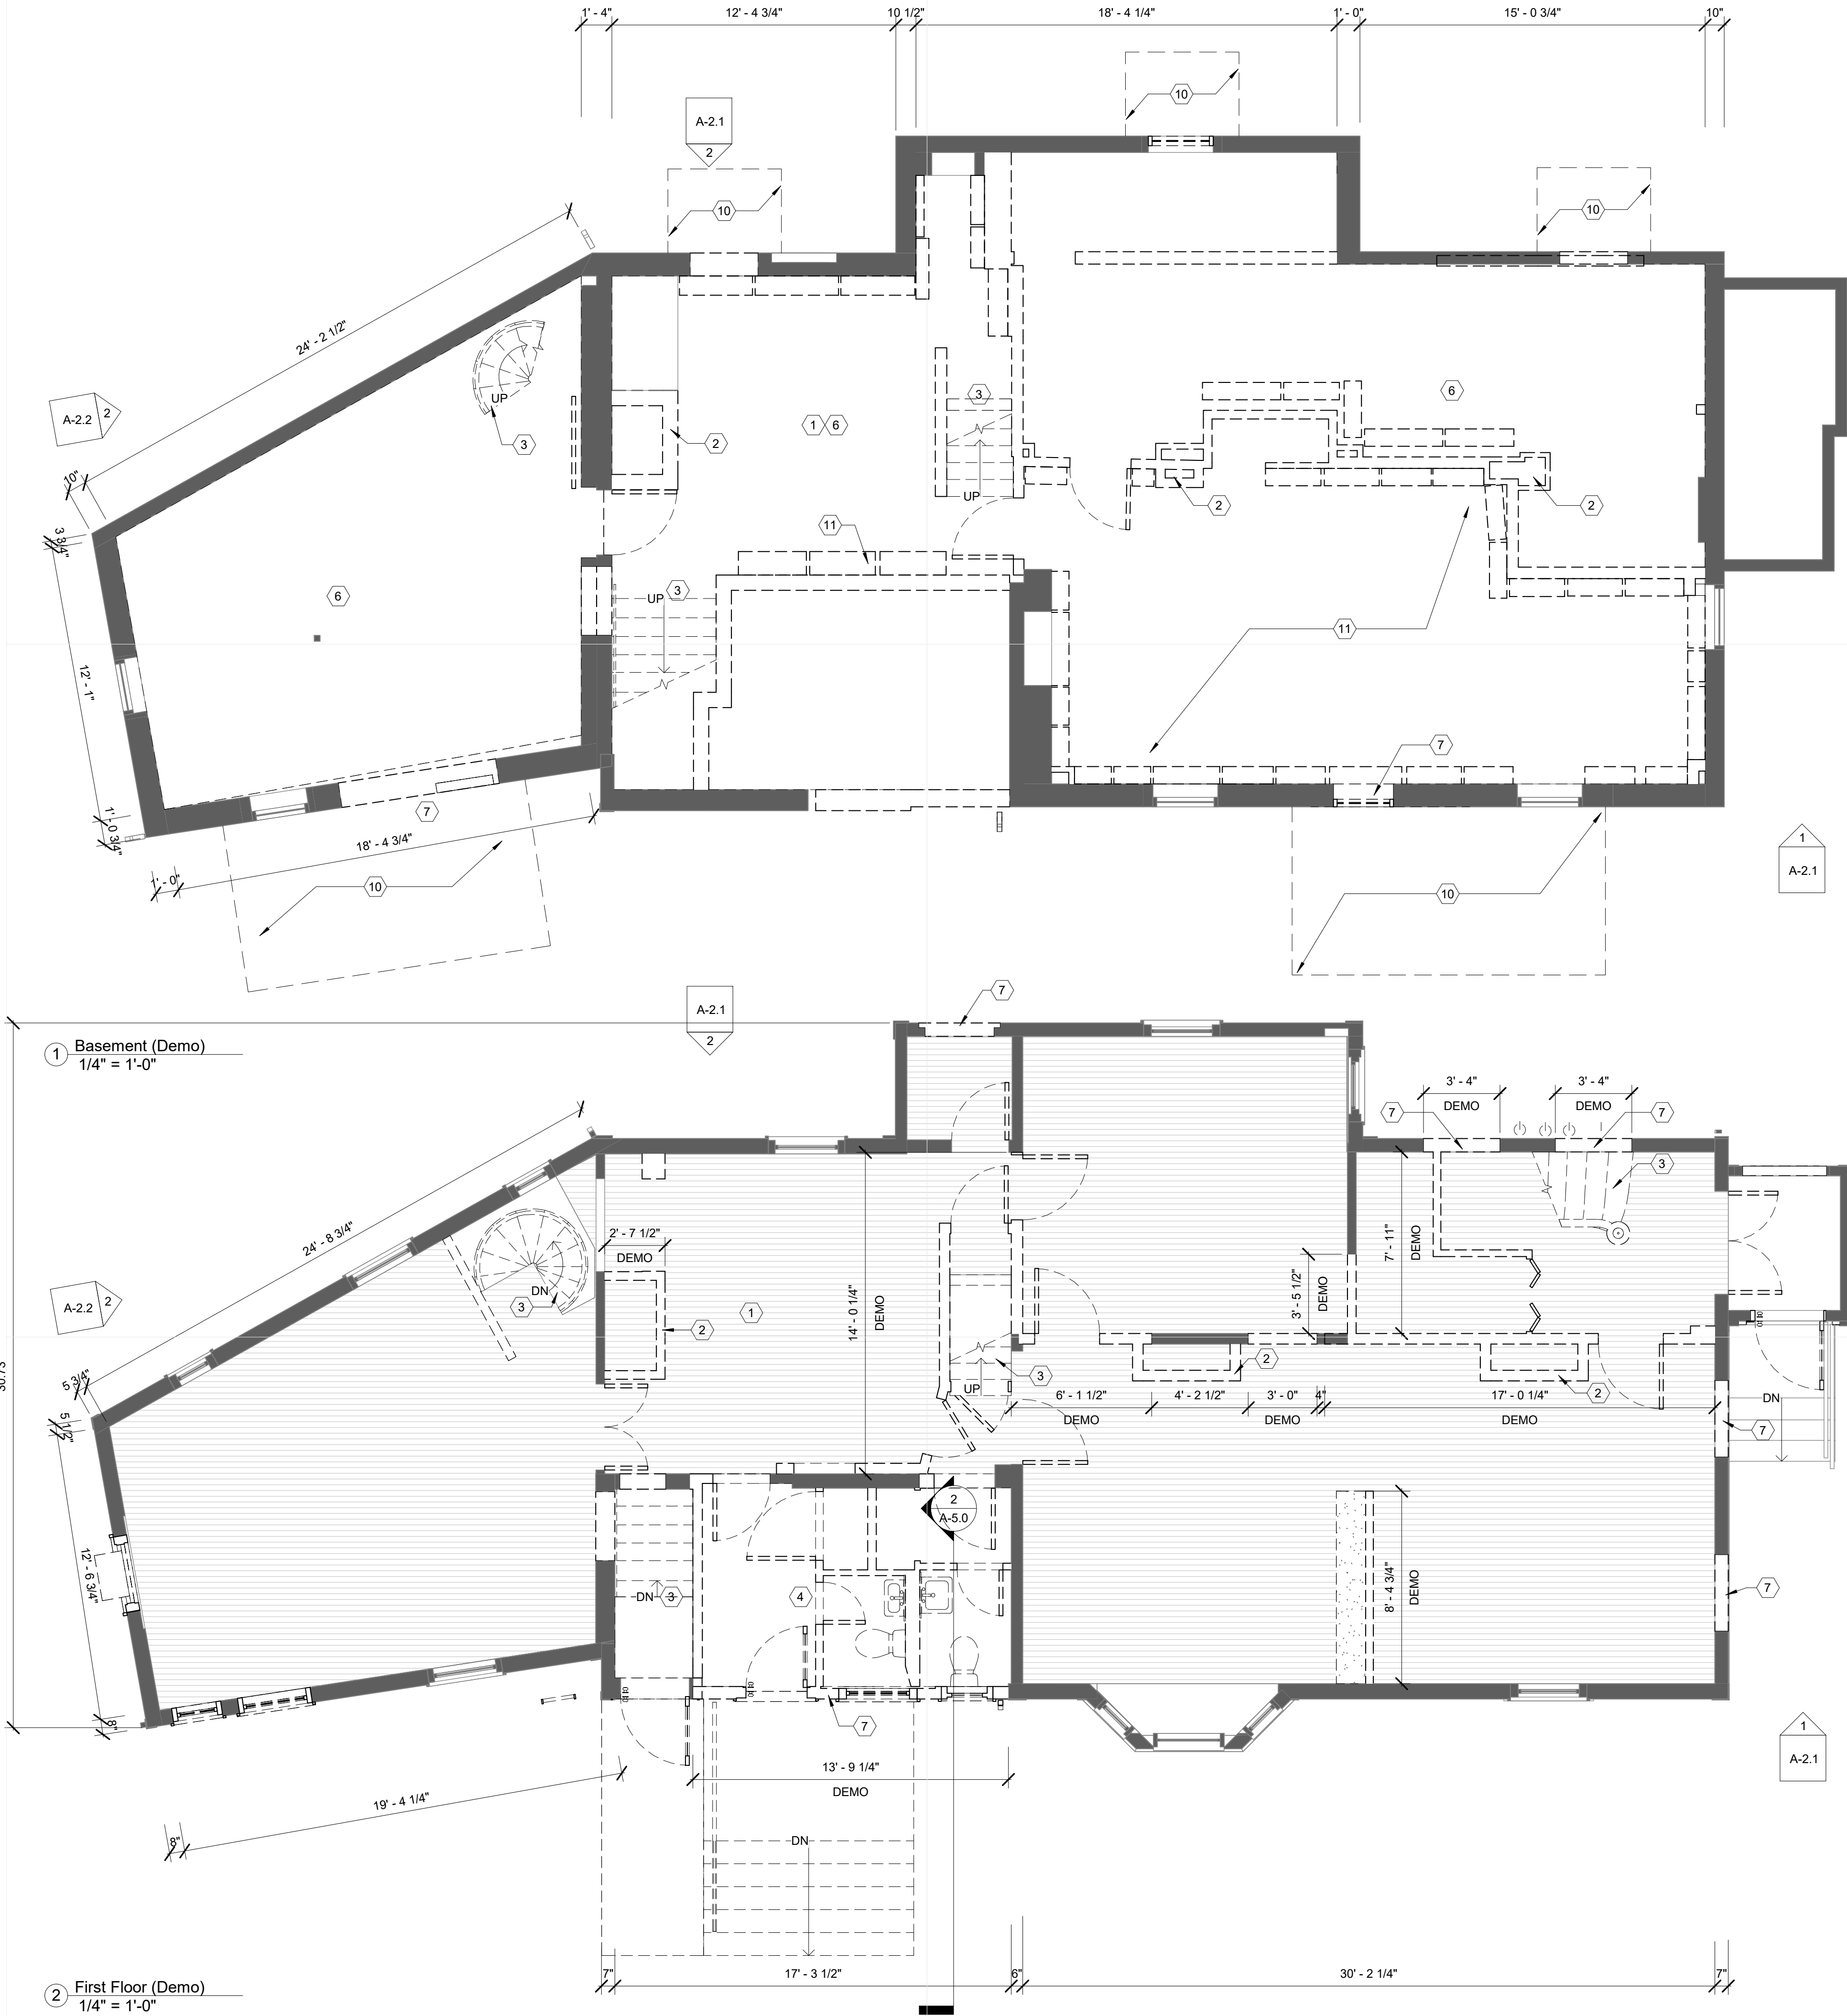 1' - 4"
12' - 4 3/4"
10 1/2"
18' - 4 1/4"
1' - 0"
15' - 0 3/4"
10"
10
A-2.1
2
10
10
24' - 2 1/2"
UP
3
A-2.2
2
2
1
6
3
6
10"
3 3/4"
UP
2
2
11
6
UP
3
11
12' - 1"
7
7
1' - 0 3/4"
18' - 4 3/4"
1' - 0"
10
10
1
A-2.1
1
Basement (Demo)
1/4" = 1'-0"
A-2.1
2
7
3' - 4"
DEMO
3' - 4"
DEMO
7
7
3
24' - 8 3/4"
2' - 7 1/2"
DEMO
7' - 11"
DEMO
A-2.2
2
DN
3
1
2
14' - 0 1/4"
DEMO
3' - 5 1/2"
DEMO
3
UP
2
2
5 3/4"
5 1/2"
6' - 1 1/2"
DEMO
4' - 2 1/2"
3' - 0"
DEMO
4"
17' - 0 1/4"
DEMO
DN
7
2
A-5.0
12' - 6 3/4"
DN
3
4
8' - 4 3/4"
DEMO
7
8"
7
1
A-2.1
13' - 9 1/4"
DEMO
19' - 4 1/4"
8"
DN
7"
17' - 3 1/2"
6"
30' - 2 1/4"
7"
2
First Floor (Demo)
1/4" = 1'-0"